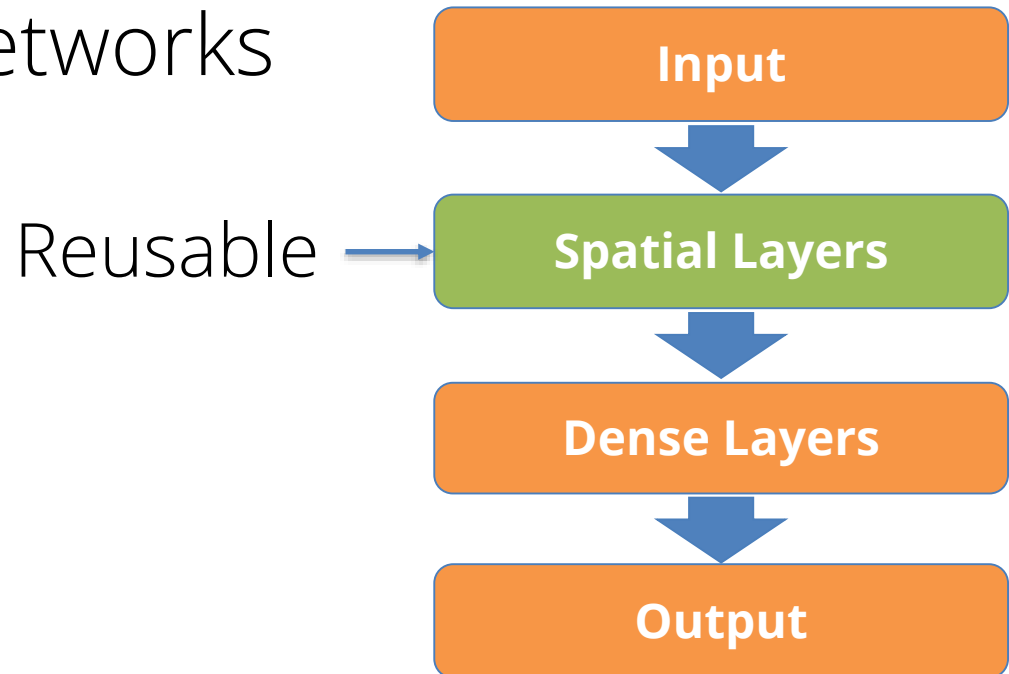 etworks
Input
Reusable
Spatial Layers
Dense Layers
Output